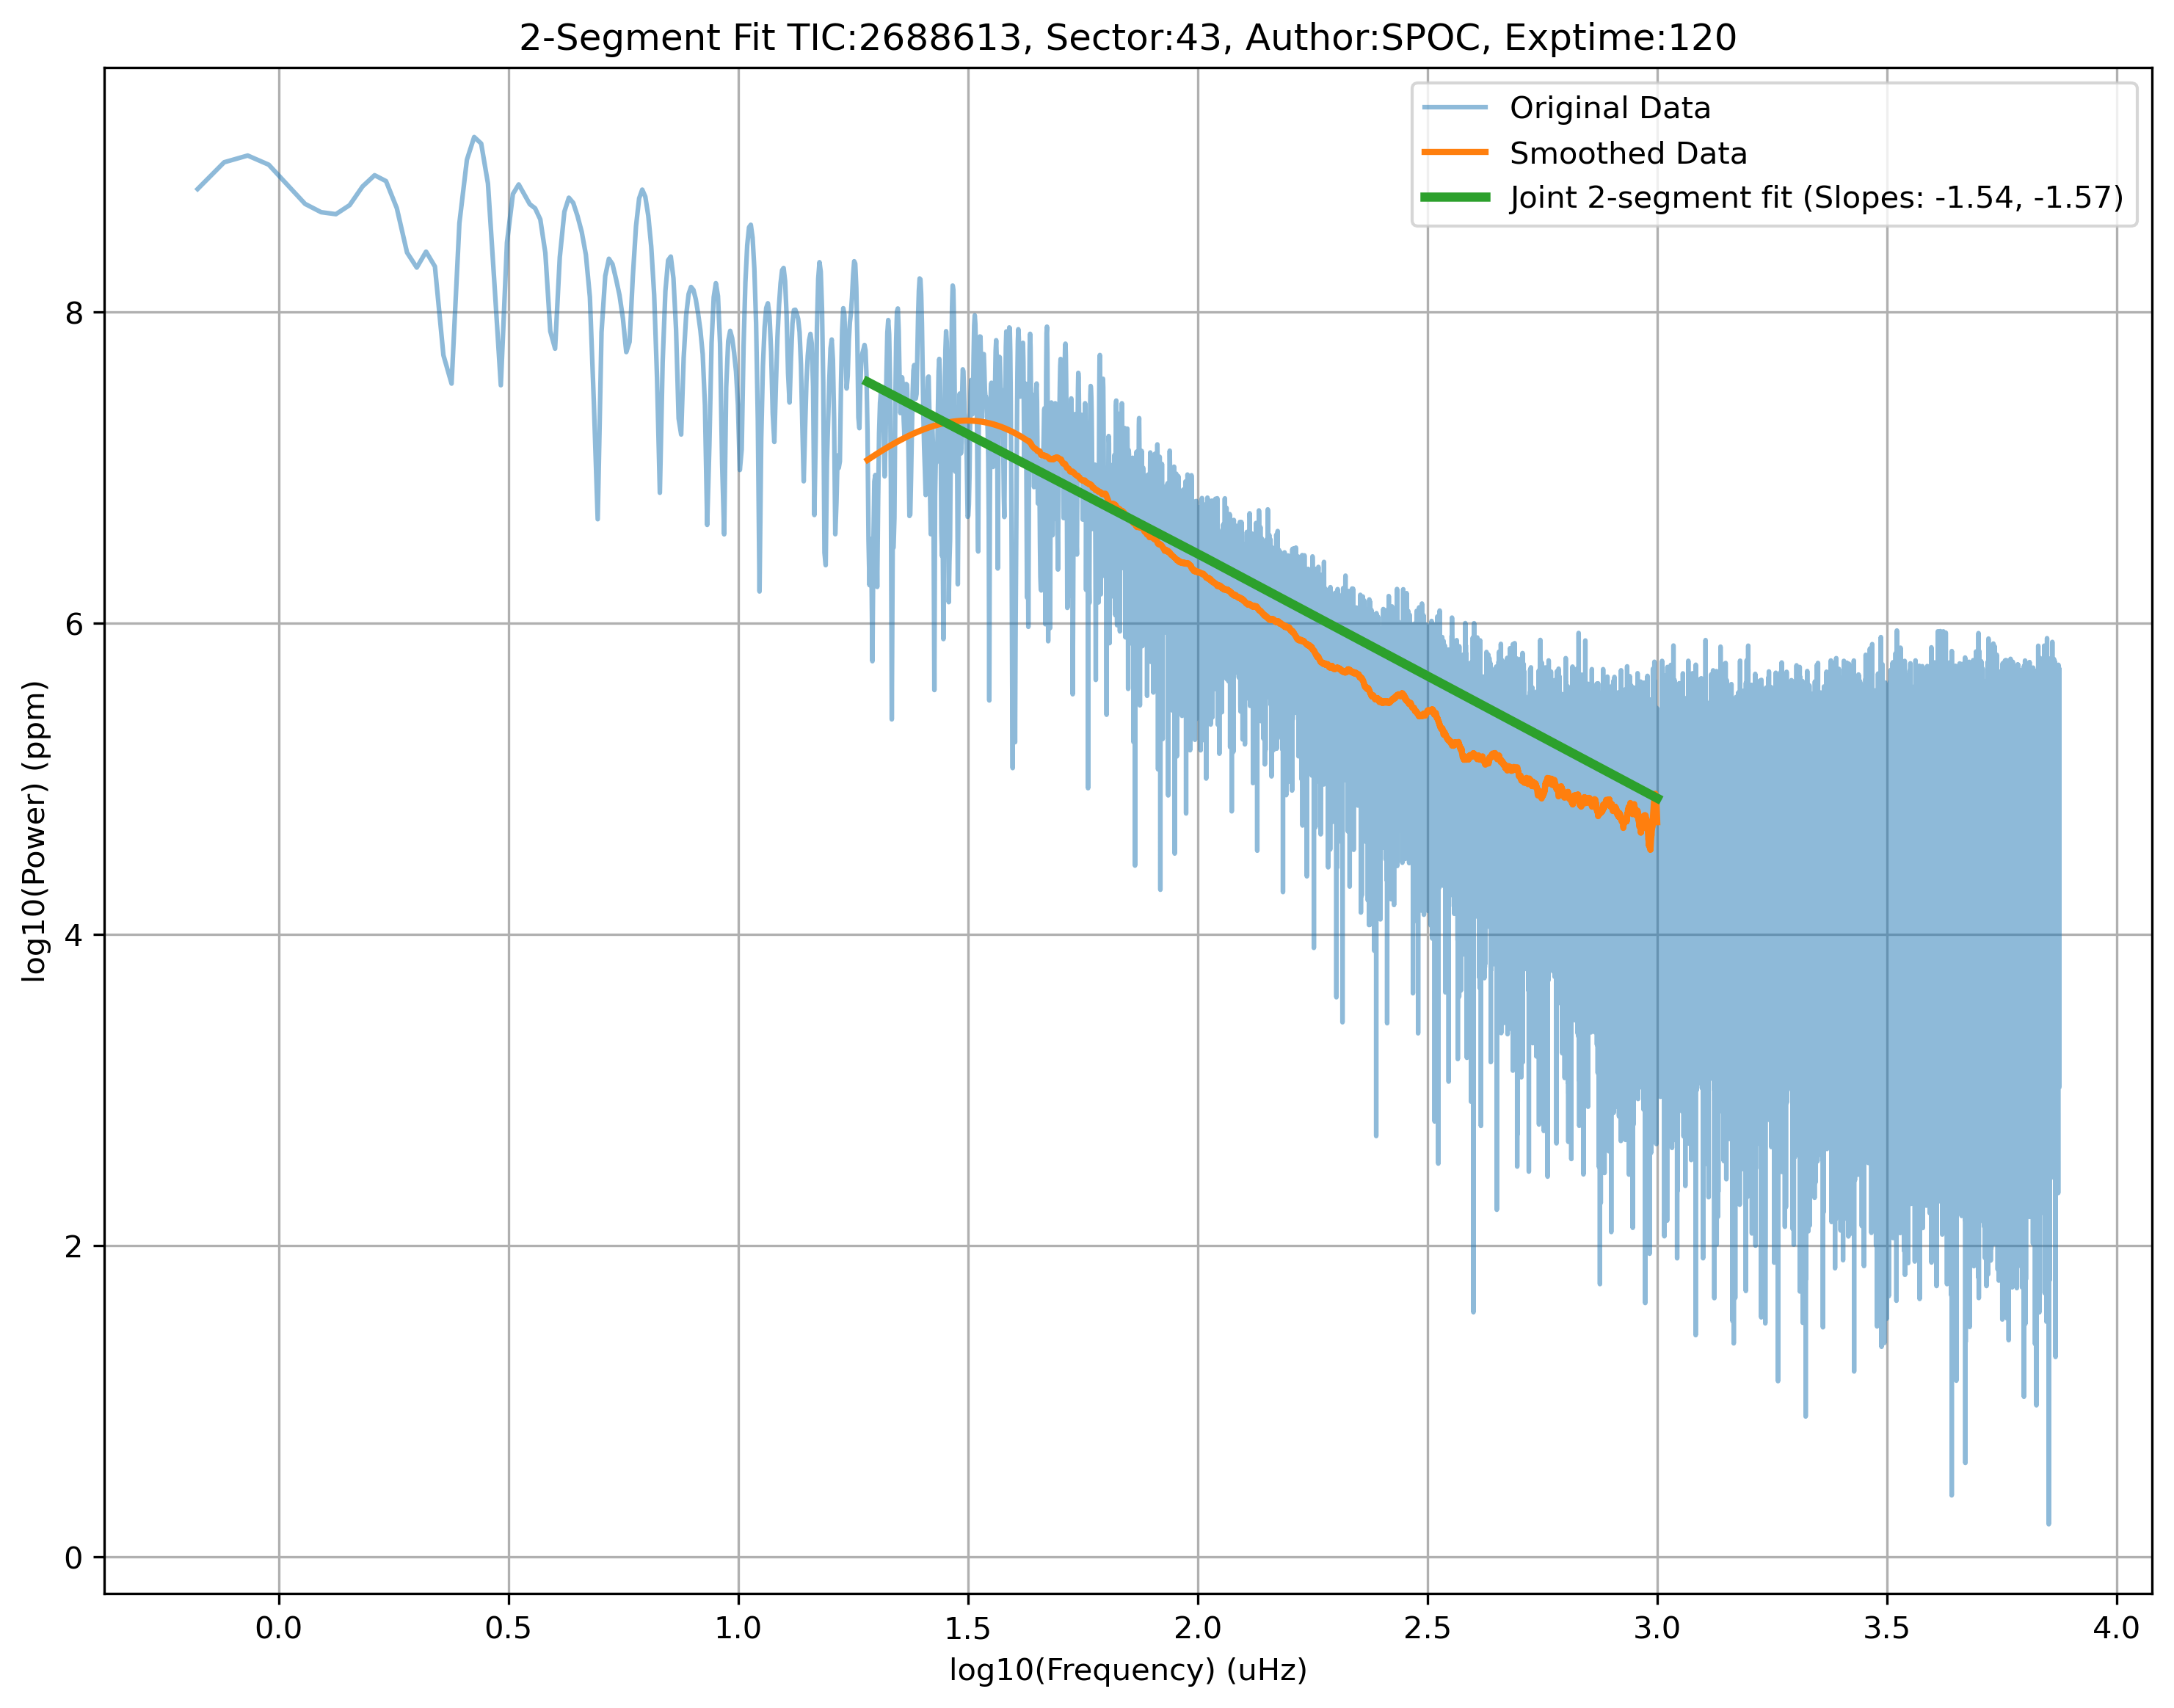 2-Segment Fit TIC:2688613, Sector:43, Author:SPOC, Exptime:120
Original Data
Smoothed Data
Joint 2-segment fit (Slopes: -1.54, -1.57)
log10(Power) (ppm)
8
6
4
2
0
0.0 0.5 1.0 1.5 2.0 2.5 3.0 3.5 4.0
log10(Frequency) (uHz)